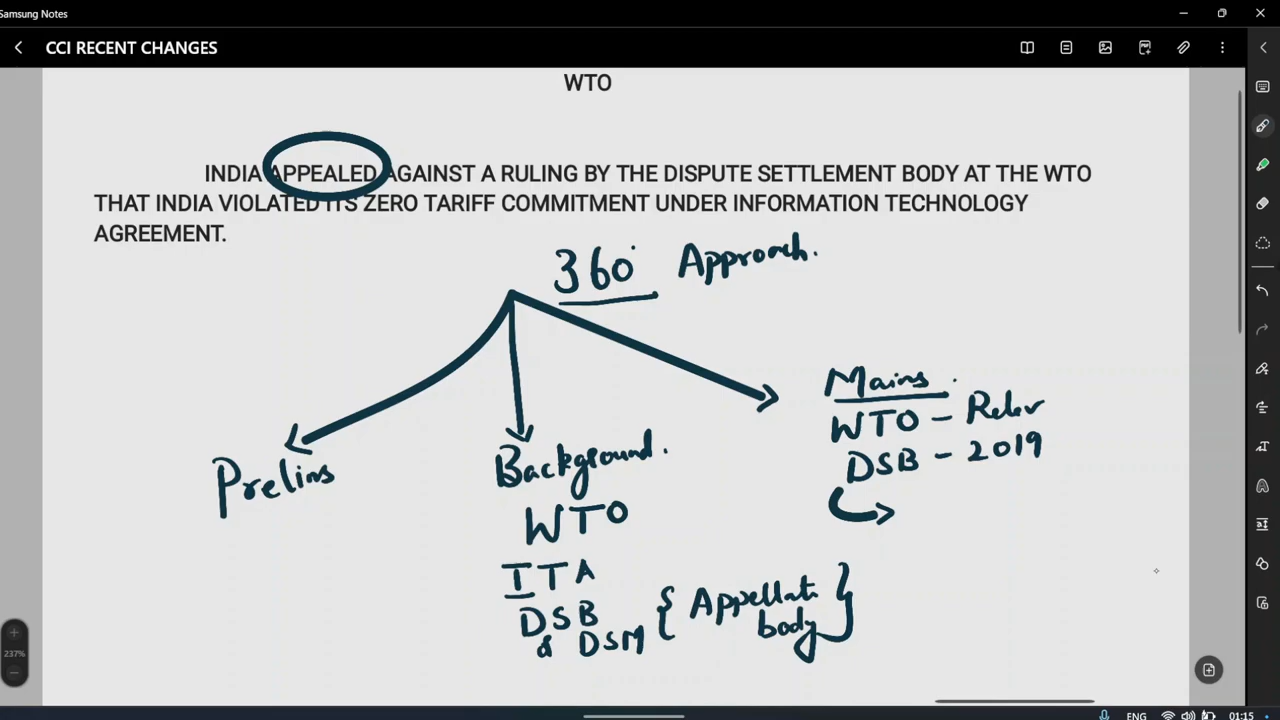 Samsung Notes
CCI RECENT CHANGES
WTO
INDIA APPEALED AGAINST A RULING BY THE DISPUTE SETTLEMENT BODY AT THE WTO
THAT INDIA VIOLATED ITS ZERO TARIFF COMMITMENT UNDER INFORMATION TECHNOLOGY
AGREEMENT.
360° Approach.
Prelims
Background.
WTO
ITA
DSB
& DSM { Appellate
body }
Mains.
WTO - Relev
DSB - 2019
237%
ENG 01:15